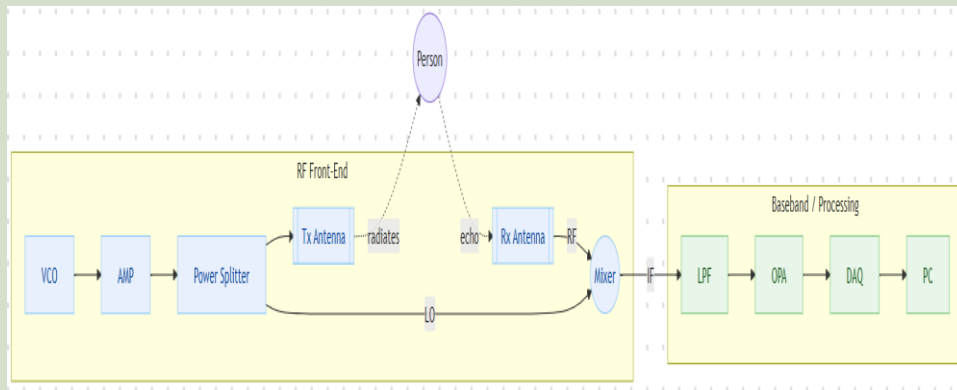 Person
RF Front-End
Baseband / Processing
Tx Antenna
radiates
echo
Rx Antenna
RF
VCO
AMP
Power Splitter
Mixer
IF
LPF
OPA
DAQ
PC
LO